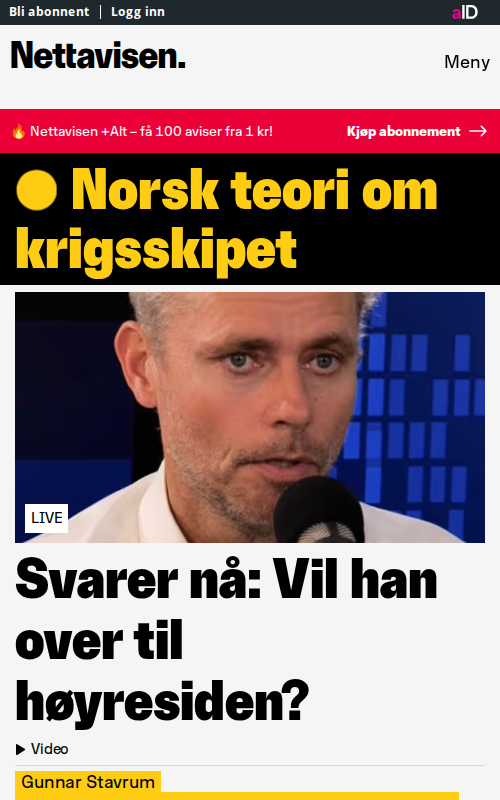 Bli abonnent | Logg inn
aID
Nettavisen.
Meny
🔥 Nettavisen +Alt – få 100 aviser fra 1 kr!
Kjøp abonnement →
Norsk teori om
krigsskipet
LIVE
Svarer nå: Vil han
over til
høyresiden?
Video
Gunnar Stavrum